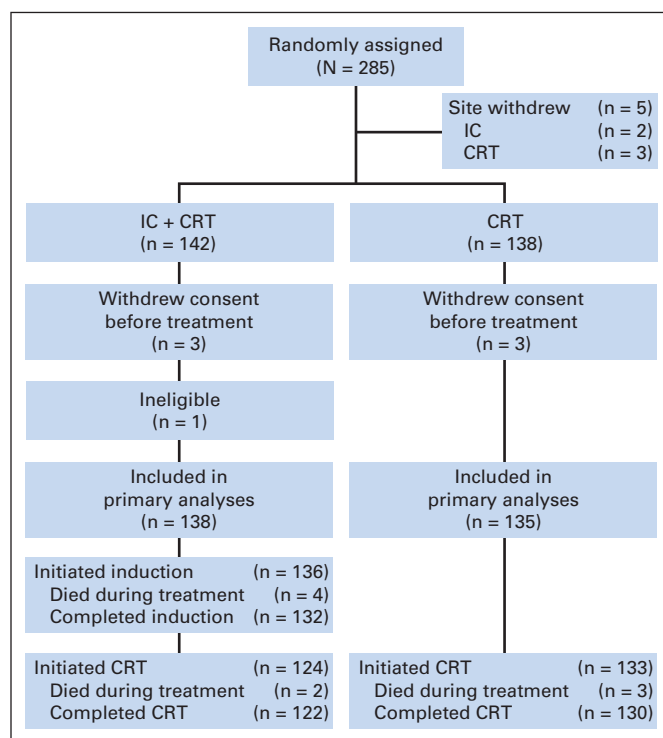 Randomly assigned
(N = 285)
Site withdrew (n = 5)
IC (n = 2)
CRT (n = 3)
IC + CRT
(n = 142)
CRT
(n = 138)
Withdrew consent
before treatment
(n = 3)
Withdrew consent
before treatment
(n = 3)
Ineligible
(n = 1)
Included in
primary analyses
(n = 138)
Included in
primary analyses
(n = 135)
Initiated induction (n = 136)
Died during treatment (n = 4)
Completed induction (n = 132)
Initiated CRT (n = 124)
Died during treatment (n = 2)
Completed CRT (n = 122)
Initiated CRT (n = 133)
Died during treatment (n = 3)
Completed CRT (n = 130)